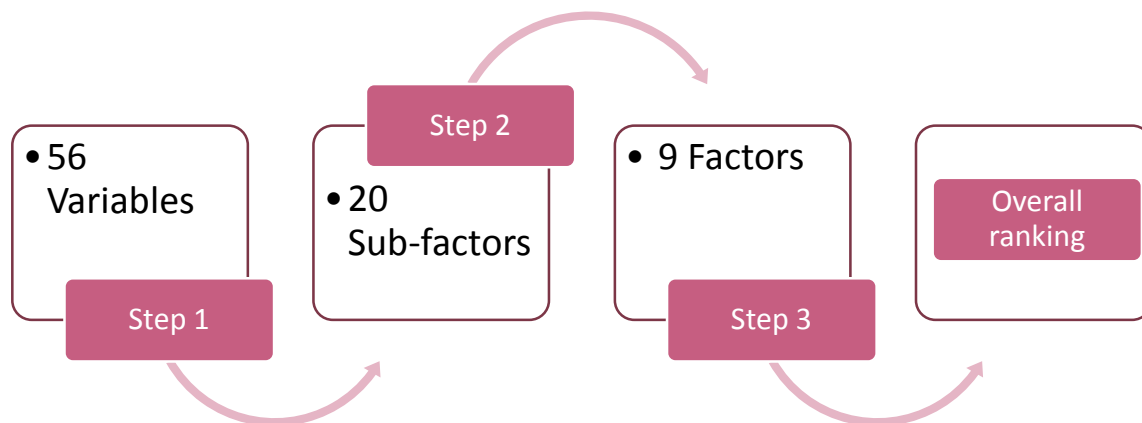 • 56
Variables
Step 1
Step 2
• 20
Sub-factors
• 9 Factors
Step 3
Overall
ranking